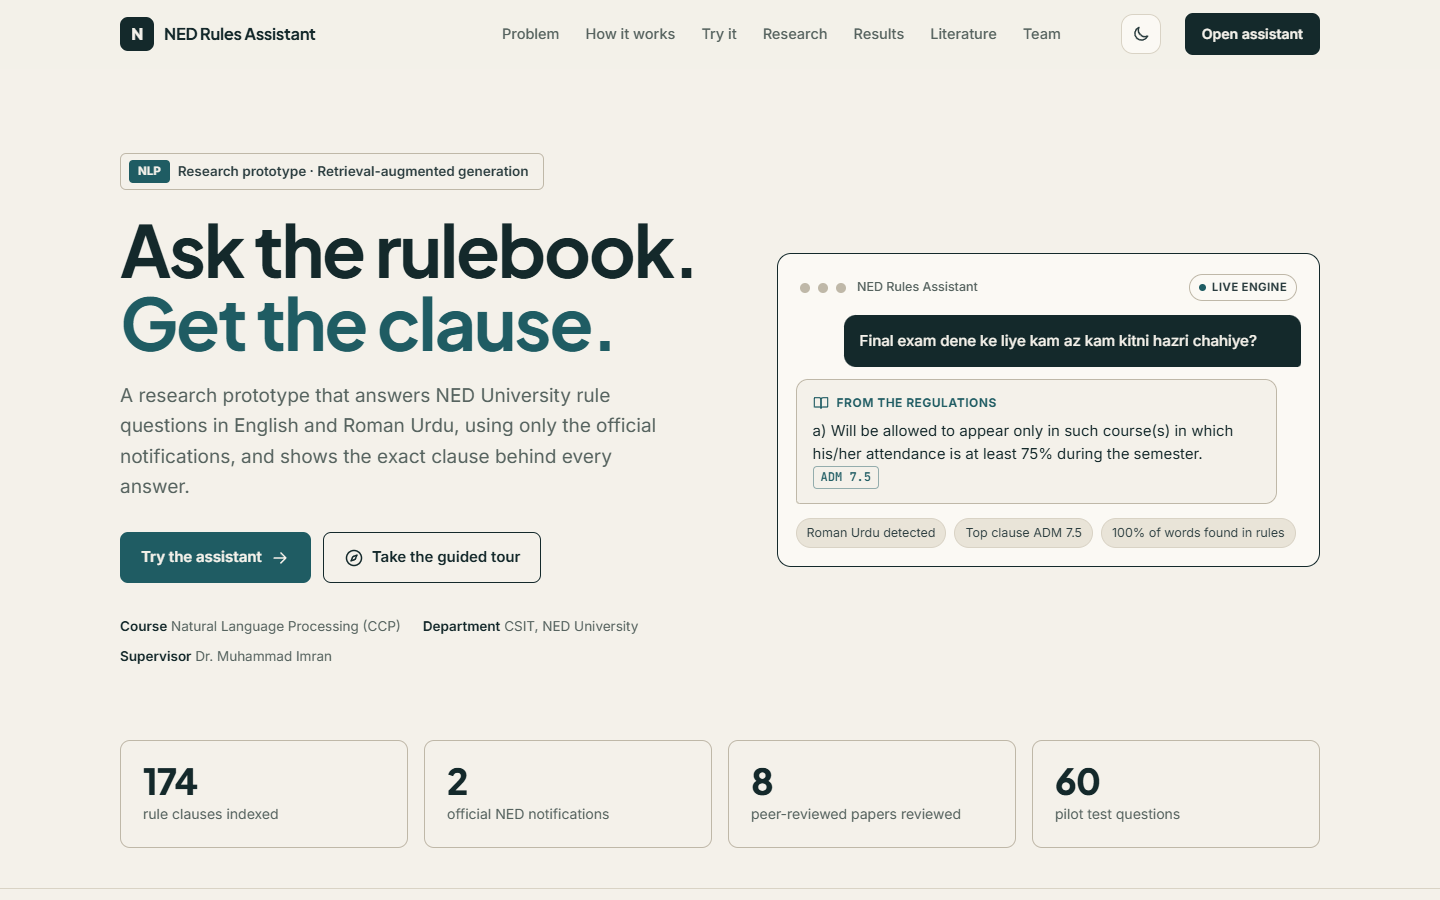 N NED Rules Assistant Problem How it works Try it Research Results Literature Team Open assistant
NLP Research prototype · Retrieval-augmented generation
Ask the rulebook.
Get the clause.
A research prototype that answers NED University rule
questions in English and Roman Urdu, using only the official
notifications, and shows the exact clause behind every
answer.
Try the assistant → Take the guided tour
Course Natural Language Processing (CCP) Department CSIT, NED University
Supervisor Dr. Muhammad Imran
NED Rules Assistant LIVE ENGINE
Final exam dene ke liye kam az kam kitni hazri chahiye?
FROM THE REGULATIONS
a) Will be allowed to appear only in such course(s) in which
his/her attendance is at least 75% during the semester.
ADM 7.5
Roman Urdu detected Top clause ADM 7.5 100% of words found in rules
174
rule clauses indexed
2
official NED notifications
8
peer-reviewed papers reviewed
60
pilot test questions